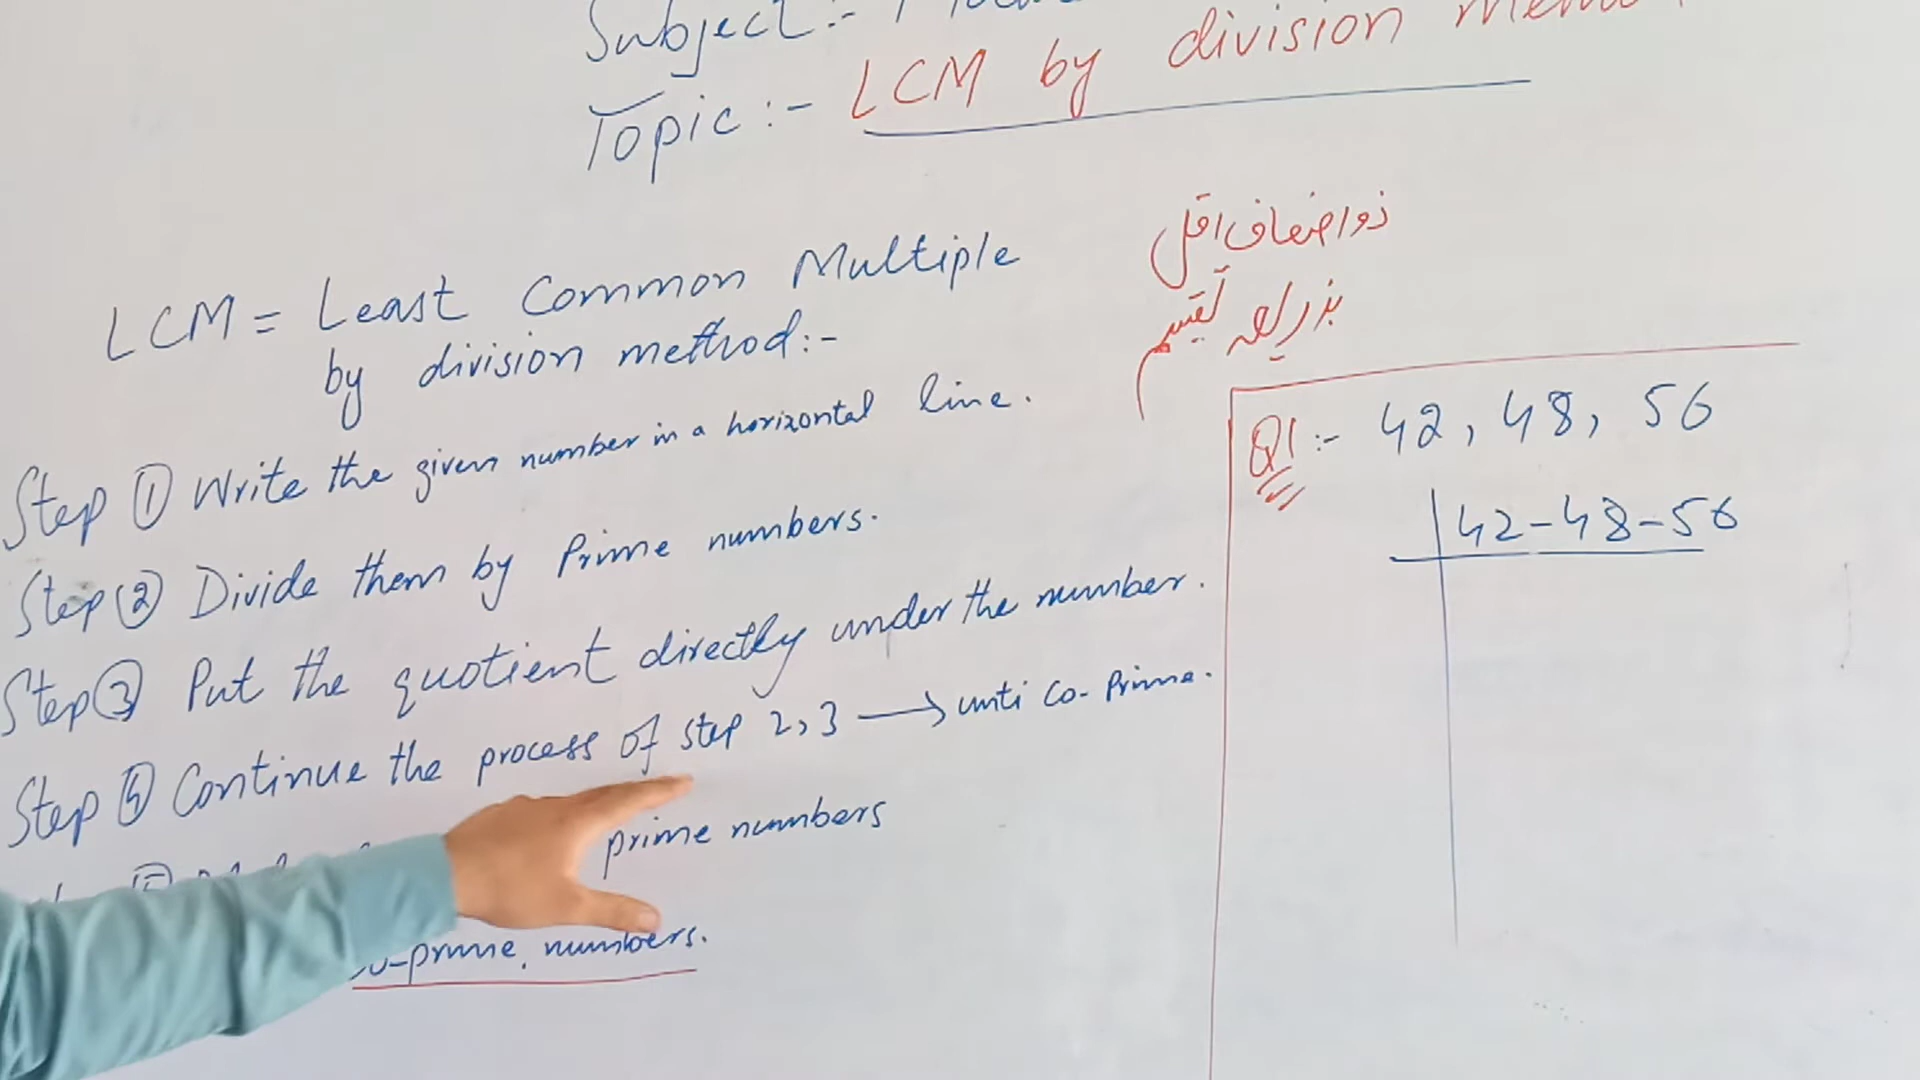 Subject:-
Topic:- LCM by division
ذواضعاف اقل
بذریعہ تقسیم
LCM = Least Common Multiple
by division method:-
Step ① Write the given number in a horizontal line.
Step ② Divide them by Prime numbers.
Step ③ Put the quotient directly under the number.
Step Continue the process of step 2, 3 → unti Co-Prime.
prime numbers
co-prime numbers.
Q1:- 42, 48, 56
42-48-56